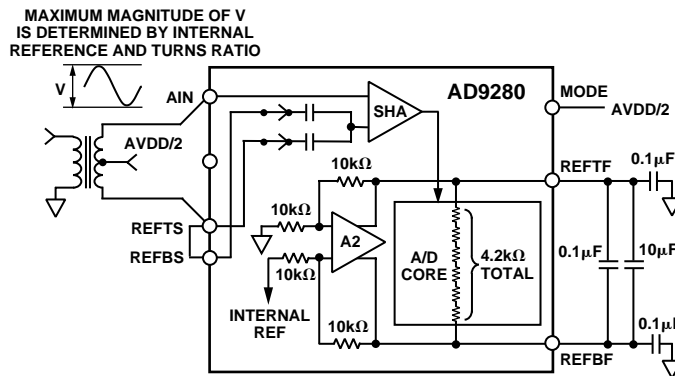 MAXIMUM MAGNITUDE OF V
IS DETERMINED BY INTERNAL
REFERENCE AND TURNS RATIO
V
AIN
AVDD/2
REFTS
REFBS
SHA
AD9280
MODE
AVDD/2
10kΩ
10kΩ
A2
10kΩ
INTERNAL
REF
10kΩ
A/D
CORE
4.2kΩ
TOTAL
REFTF
0.1μF
0.1μF
10μF
0.1μF
REFBF